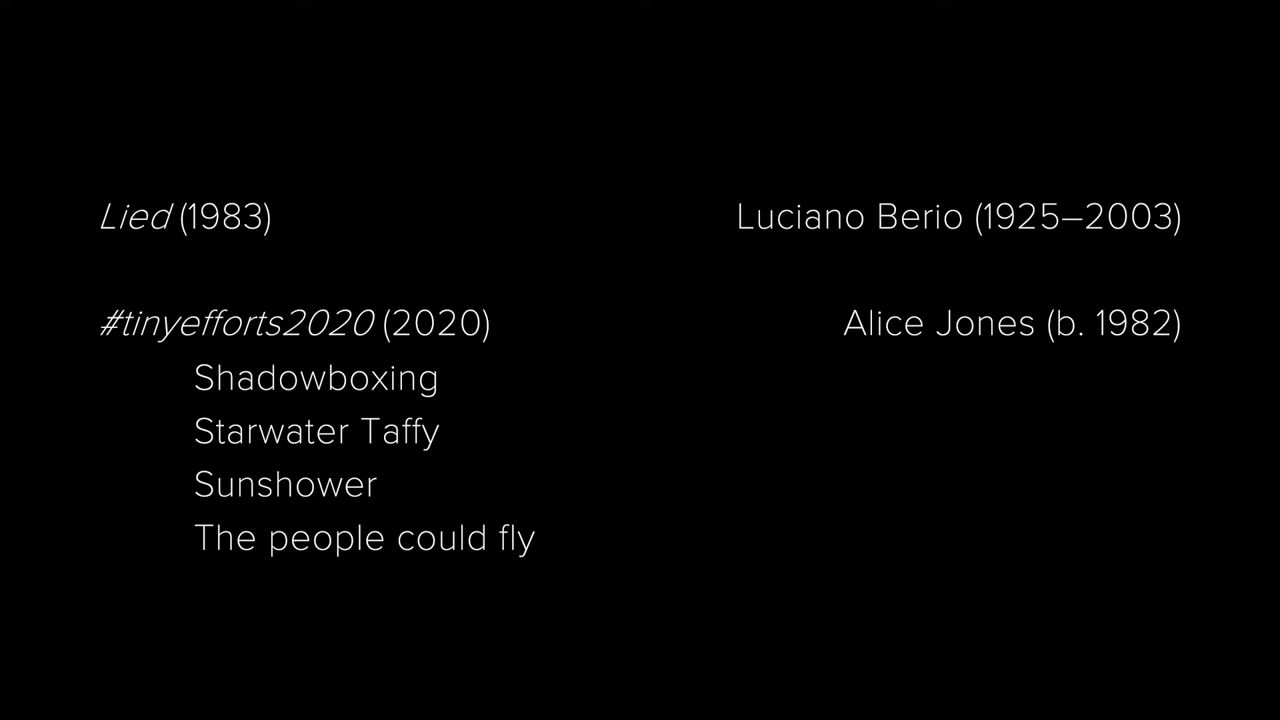 Lied (1983) Luciano Berio (1925–2003)
#tinyefforts2020 (2020) Alice Jones (b. 1982)
Shadowboxing
Starwater Taffy
Sunshower
The people could fly